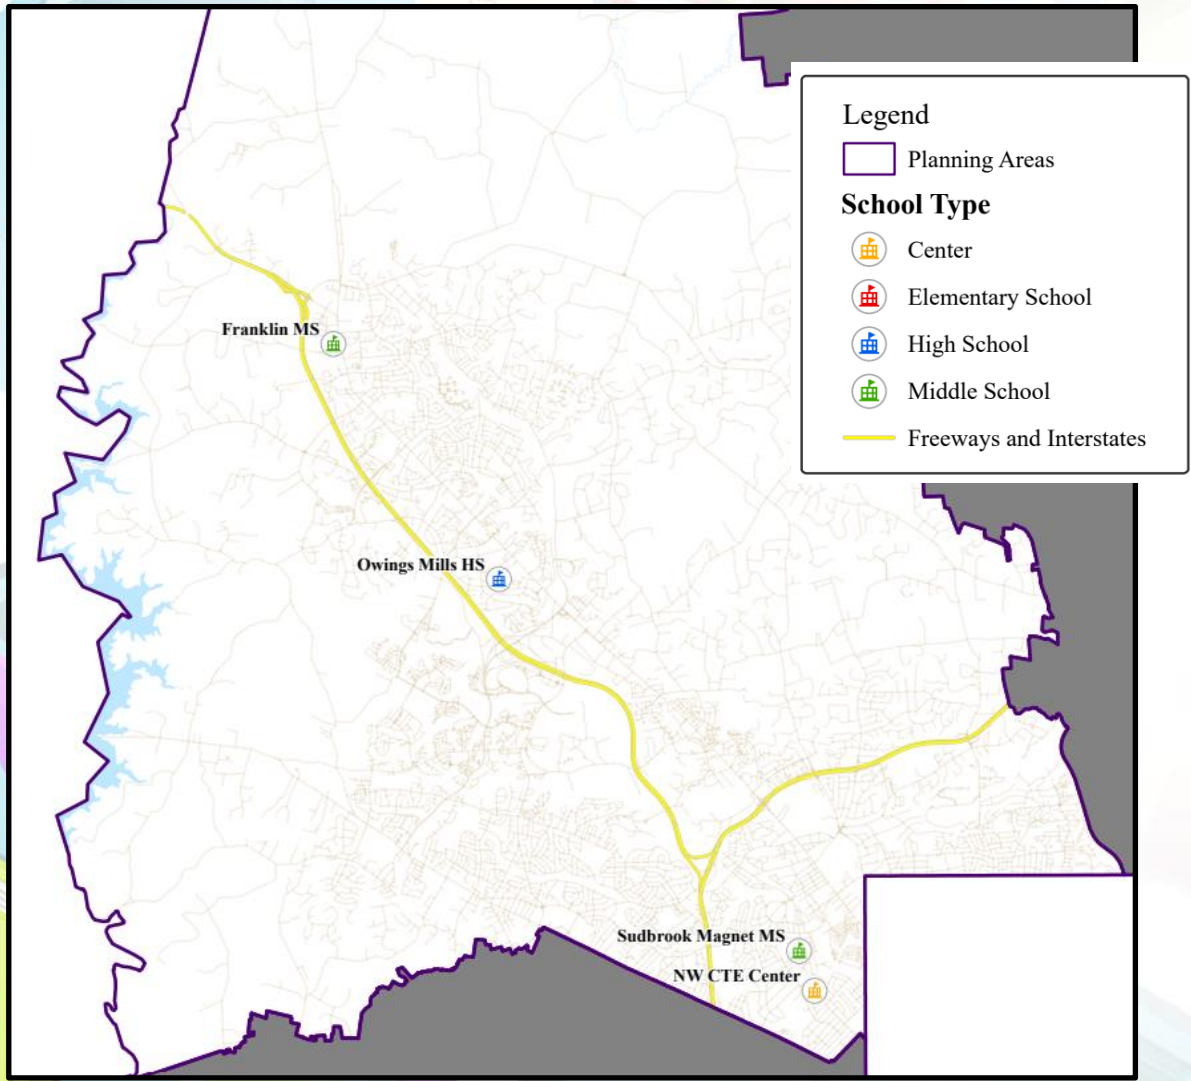 Legend
Planning Areas
School Type
Center
Elementary School
High School
Middle School
Freeways and Interstates
Franklin MS
Owings Mills HS
Sudbrook Magnet MS
NW CTE Center